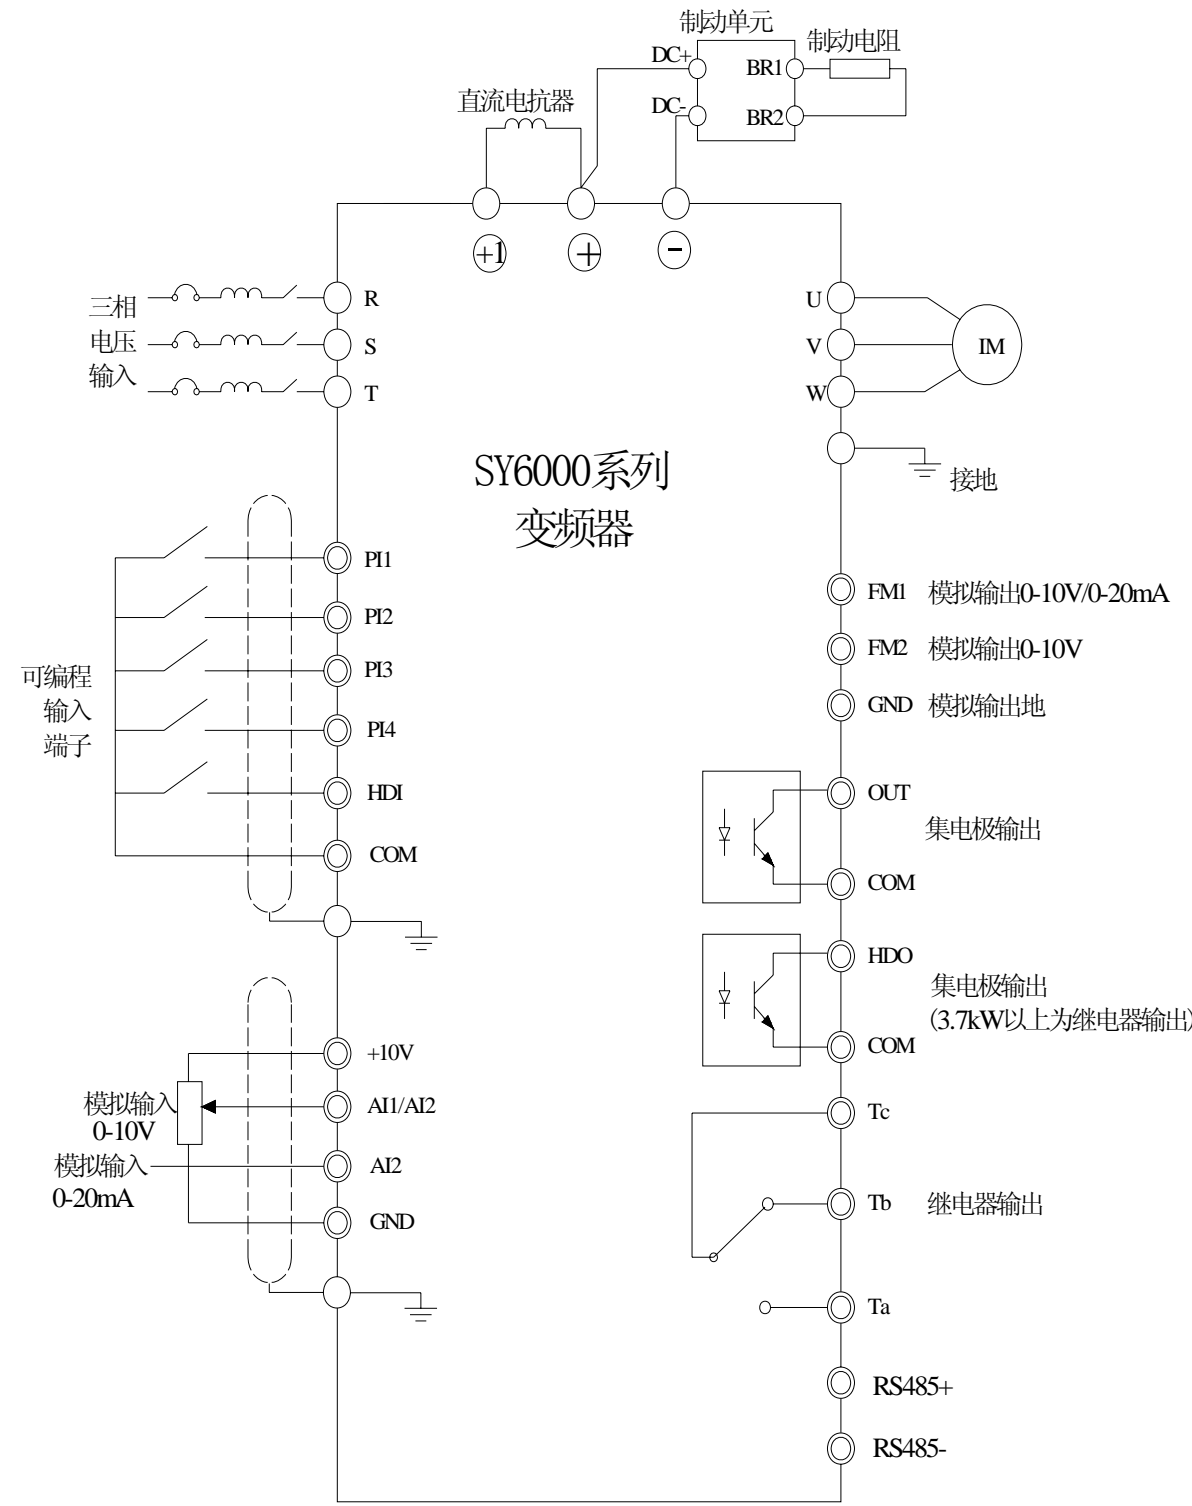 制动单元
制动电阻
DC+
BR1
直流电抗器
DC-
BR2
+1
+
-
三相
电压
输入
R
S
T
U
V
W
IM
接地
SY6000系列
变频器
可编程
输入
端子
PI1
PI2
PI3
PI4
HDI
COM
FM1 模拟输出0-10V/0-20mA
FM2 模拟输出0-10V
GND 模拟输出地
OUT
集电极输出
COM
HDO
集电极输出
(3.7kW以上为继电器输出)
COM
模拟输入
0-10V
模拟输入
0-20mA
+10V
AI1/AI2
AI2
GND
Tc
Tb 继电器输出
Ta
RS485+
RS485-